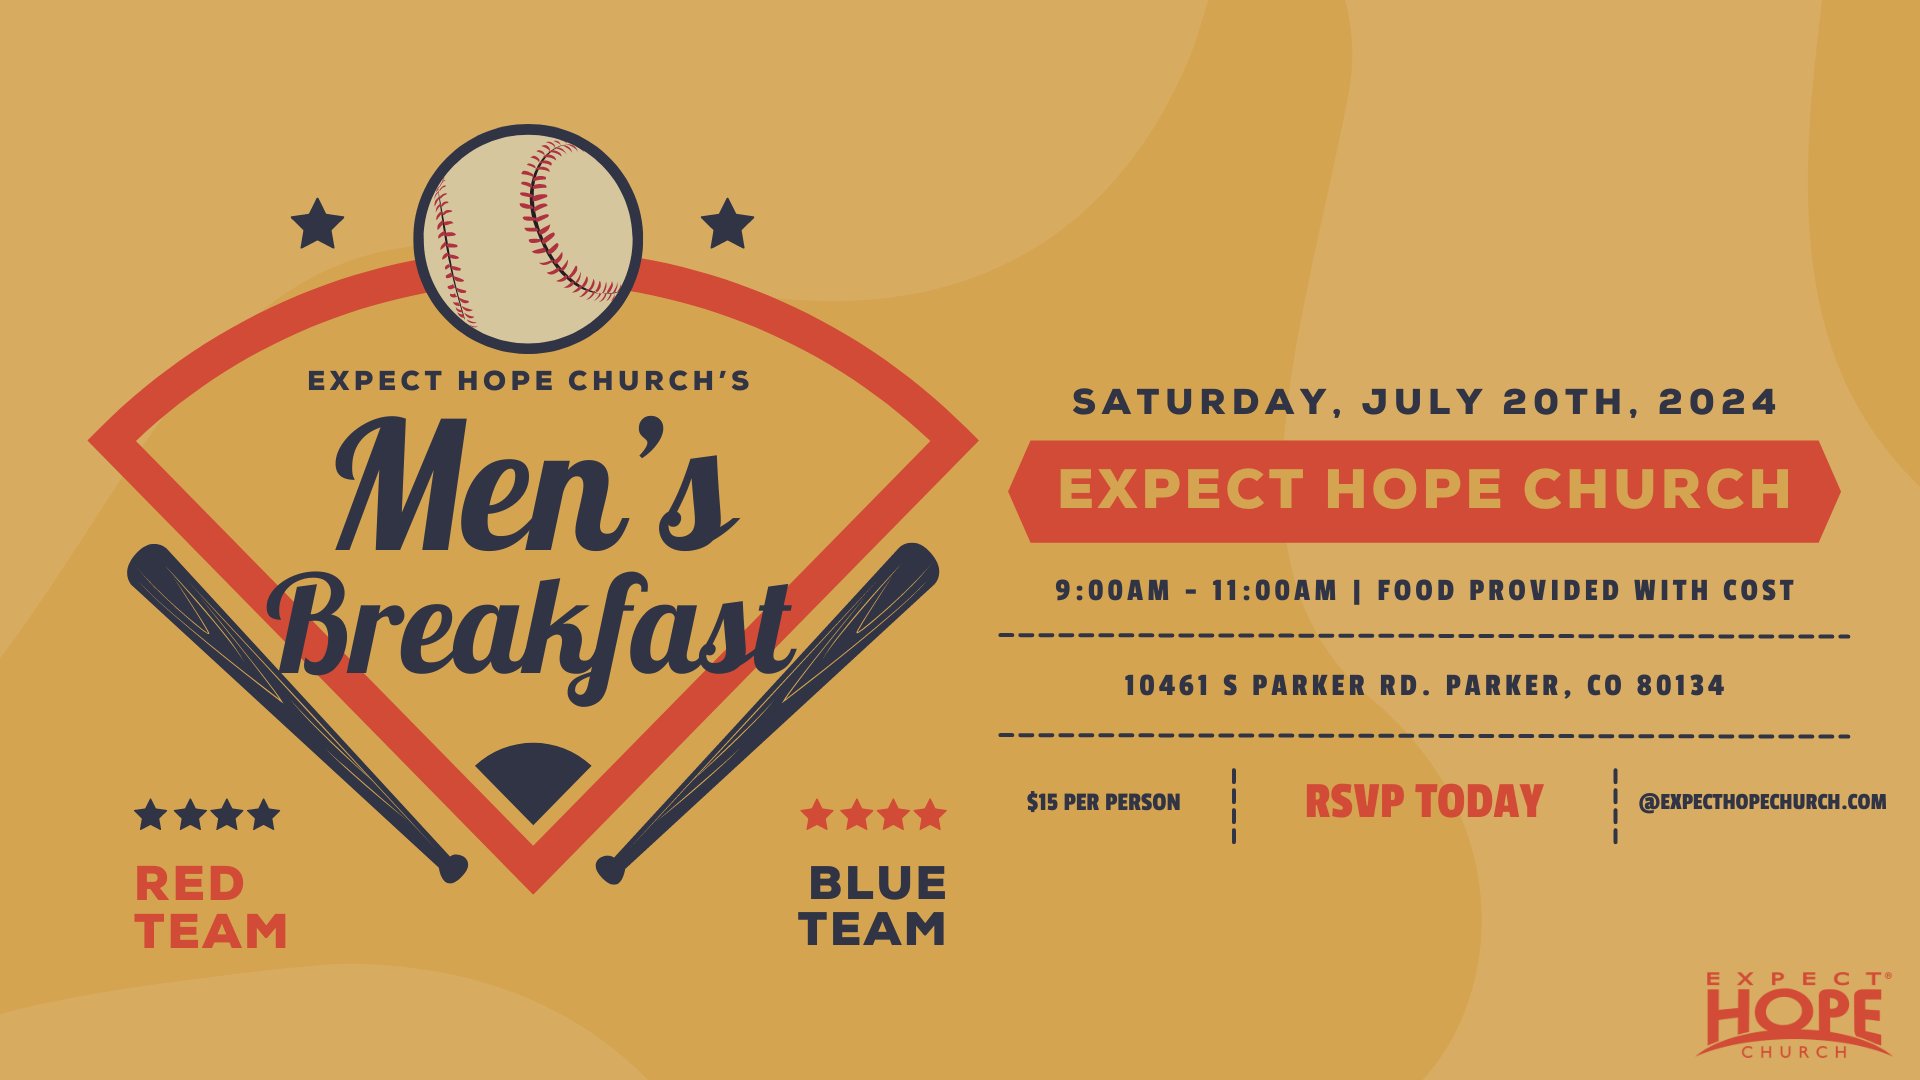 EXPECT HOPE CHURCH'S
Men's
Breakfast
RED
TEAM
BLUE
TEAM
SATURDAY, JULY 20TH, 2024
EXPECT HOPE CHURCH
9:00AM - 11:00AM | FOOD PROVIDED WITH COST
10461 S PARKER RD. PARKER, CO 80134
$15 PER PERSON
RSVP TODAY
@EXPECTHOPECHURCH.COM
EXPECT®
HOPE
CHURCH